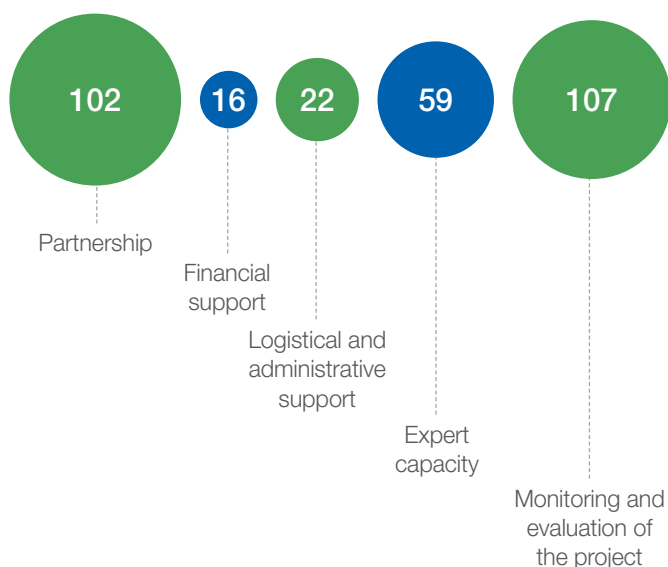 102
16
22
59
107
Partnership
Financial
support
Logistical and
administrative
support
Expert
capacity
Monitoring and
evaluation of
the project